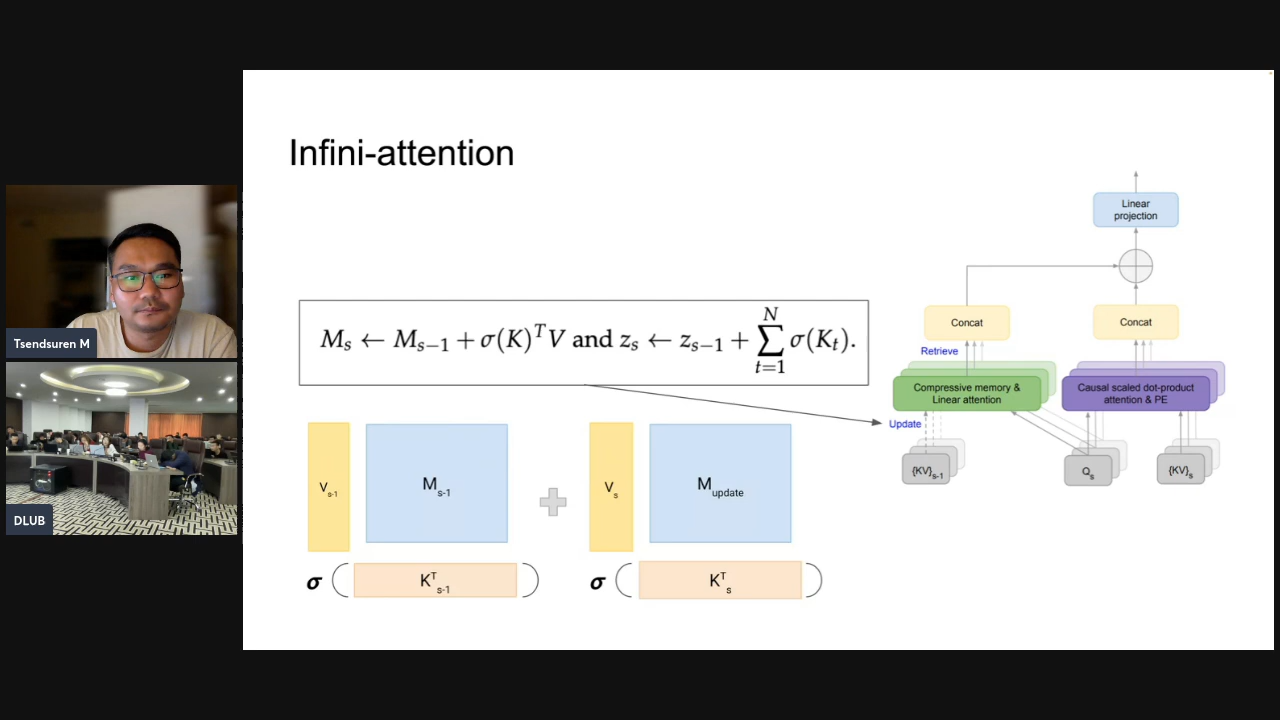 Infini-attention
M_s ← M_{s−1} + σ(K)^T V and z_s ← z_{s−1} + ∑_{t=1}^{N} σ(K_t).
V_{s-1}
M_{s-1}
σ ( K^T_{s-1} )
V_s
M_{update}
σ ( K^T_s )
Linear
projection
Concat
Concat
Retrieve
Compressive memory &
Linear attention
Causal scaled dot-product
attention & PE
Update
{KV}_{s-1}
Q_s
{KV}_s
Tsendsuren M
DLUB